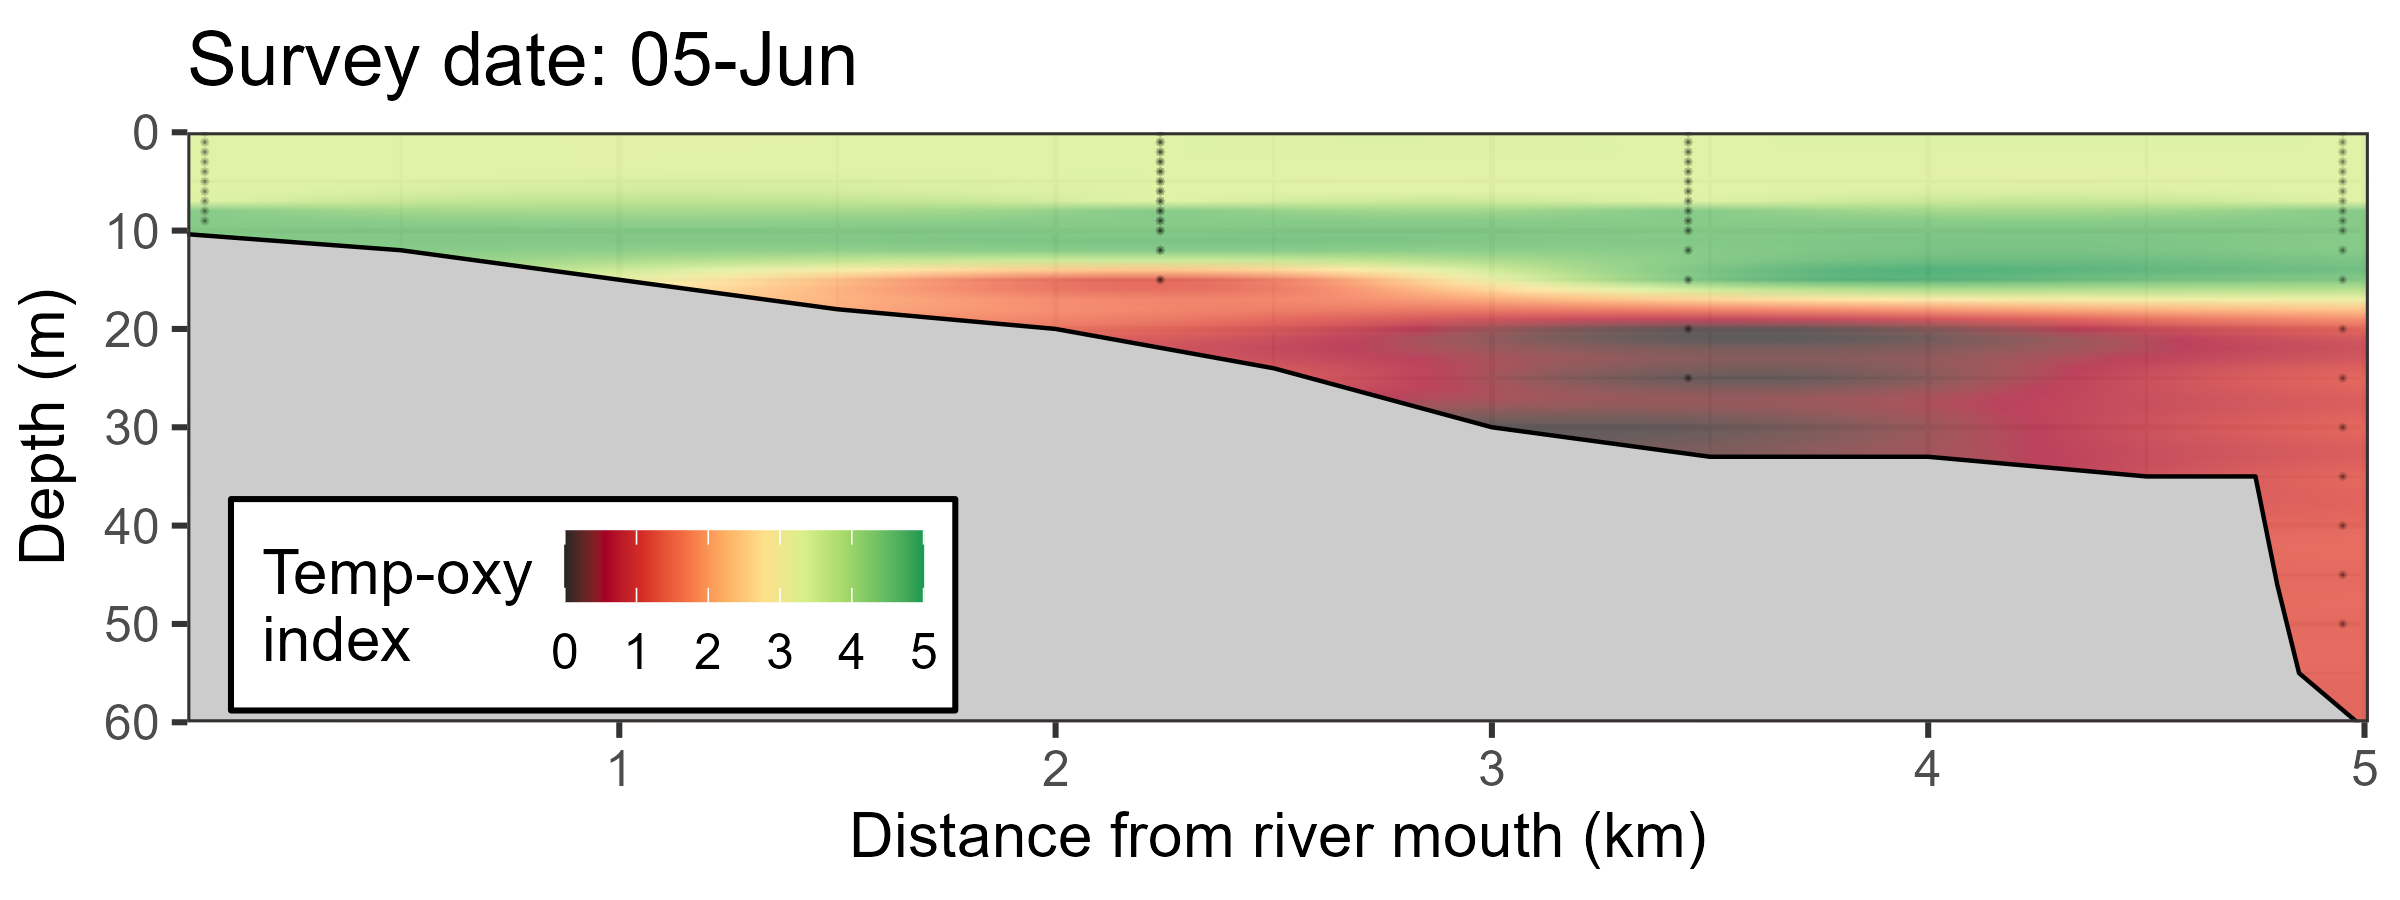 Survey date: 05-Jun
0
10
20
30
40
50
60
Depth (m)
Temp-oxy
index
0 1 2 3 4 5
1 2 3 4 5
Distance from river mouth (km)